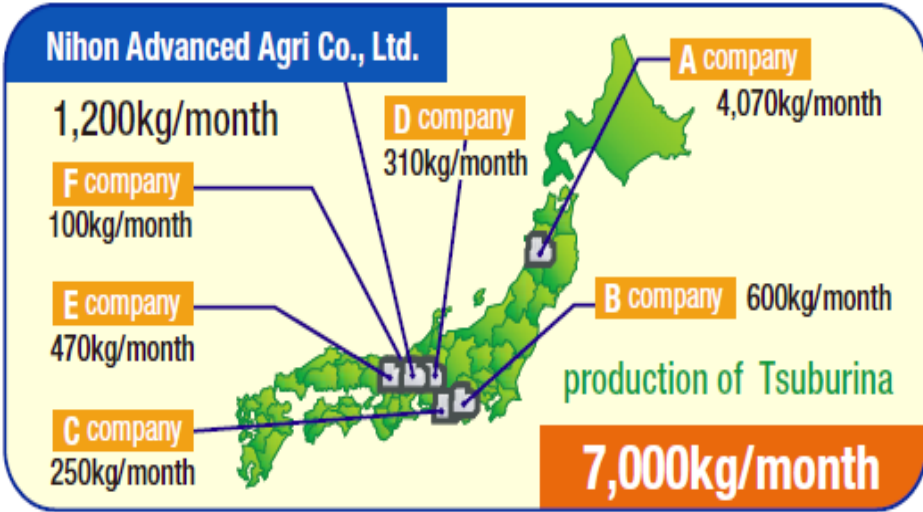 Nihon Advanced Agri Co., Ltd.
1,200kg/month
A company
4,070kg/month
D company
310kg/month
F company
100kg/month
E company
470kg/month
B company 600kg/month
C company
250kg/month
production of Tsuburina
7,000kg/month